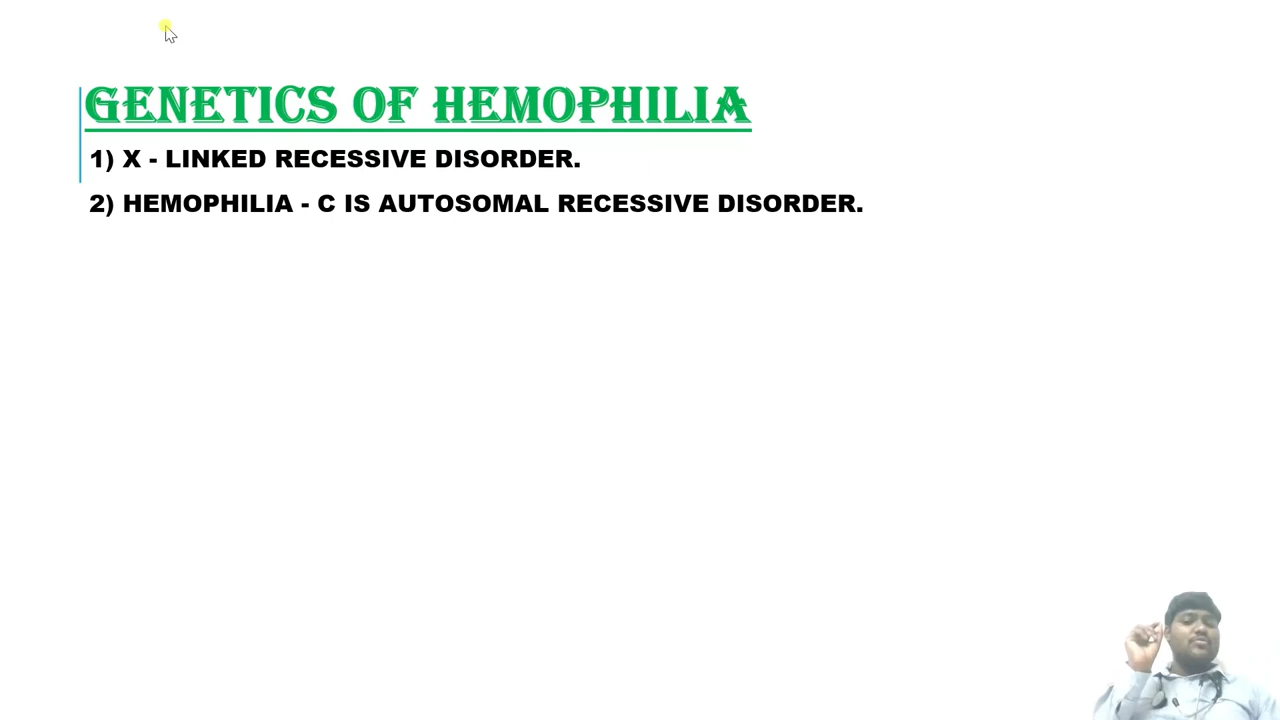 GENETICS OF HEMOPHILIA
1) X - LINKED RECESSIVE DISORDER.
2) HEMOPHILIA - C IS AUTOSOMAL RECESSIVE DISORDER.